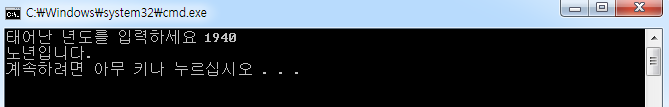 C:₩Windows₩system32₩cmd.exe
태어난 년도를 입력하세요 1940
노년입니다.
계속하려면 아무 키나 누르십시오 . . .